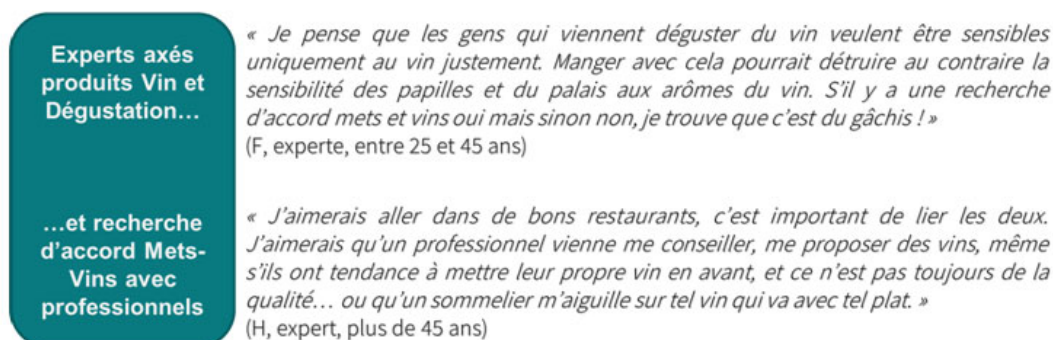 Experts axés
produits Vin et
Dégustation…
« Je pense que les gens qui viennent déguster du vin veulent être sensibles
uniquement au vin justement. Manger avec cela pourrait détruire au contraire la
sensibilité des papilles et du palais aux arômes du vin. S’il y a une recherche
d’accord mets et vins oui mais sinon non, je trouve que c’est du gâchis ! »
(F, experte, entre 25 et 45 ans)
…et recherche
d’accord Mets-
Vins avec
professionnels
« J’aimerais aller dans de bons restaurants, c’est important de lier les deux.
J’aimerais qu’un professionnel vienne me conseiller, me proposer des vins, même
s’ils ont tendance à mettre leur propre vin en avant, et ce n’est pas toujours de la
qualité… ou qu’un sommelier m’aiguille sur tel vin qui va avec tel plat. »
(H, expert, plus de 45 ans)